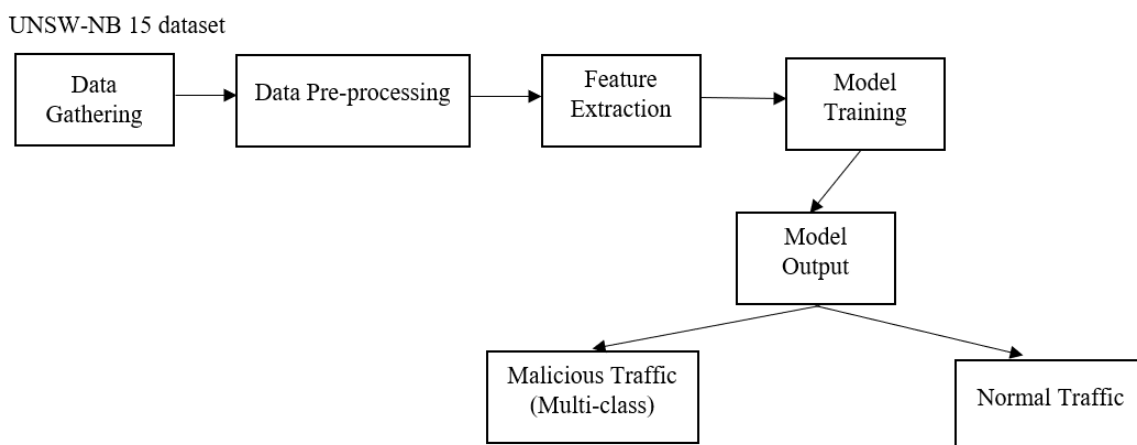 UNSW-NB 15 dataset
Data
Gathering
Data Pre-processing
Feature
Extraction
Model
Training
Model
Output
Malicious Traffic
(Multi-class)
Normal Traffic